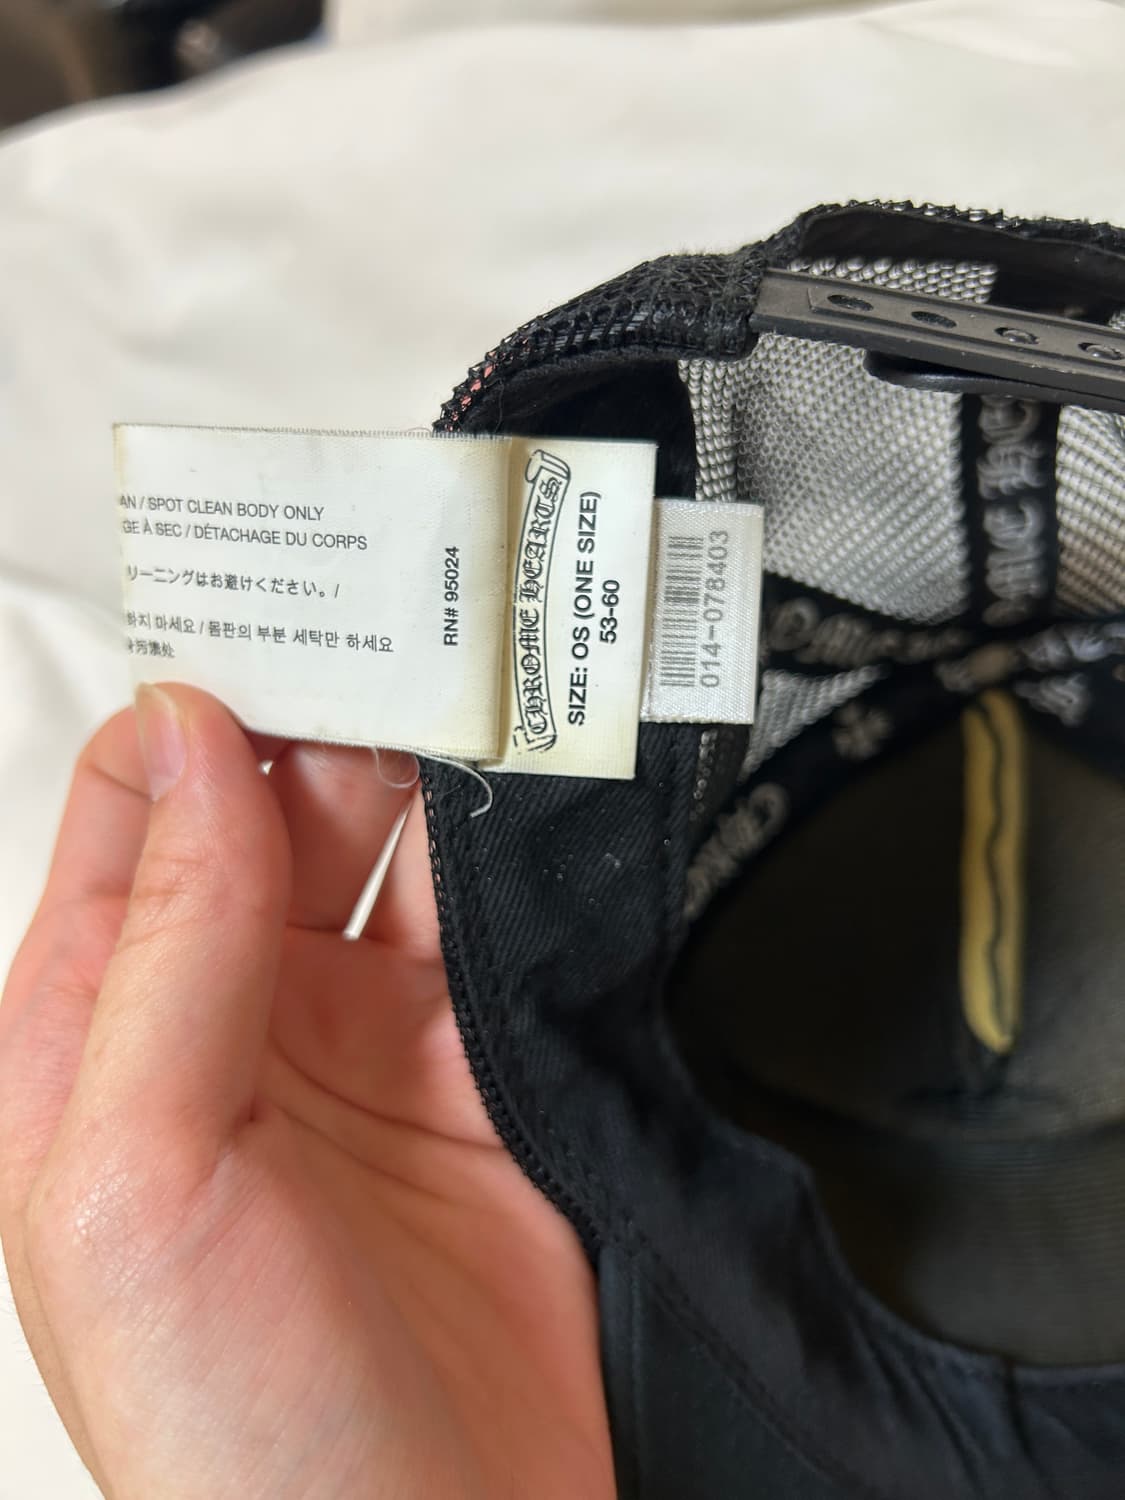 AN / SPOT CLEAN BODY ONLY
GE À SEC / DÉTACHAGE DU CORPS
リーニングはお避けください。/
하지 마세요 / 몸판의 부분 세탁만 하세요
RN# 95024
CHROME HEARTS
SIZE: OS (ONE SIZE)
53-60
014-078403